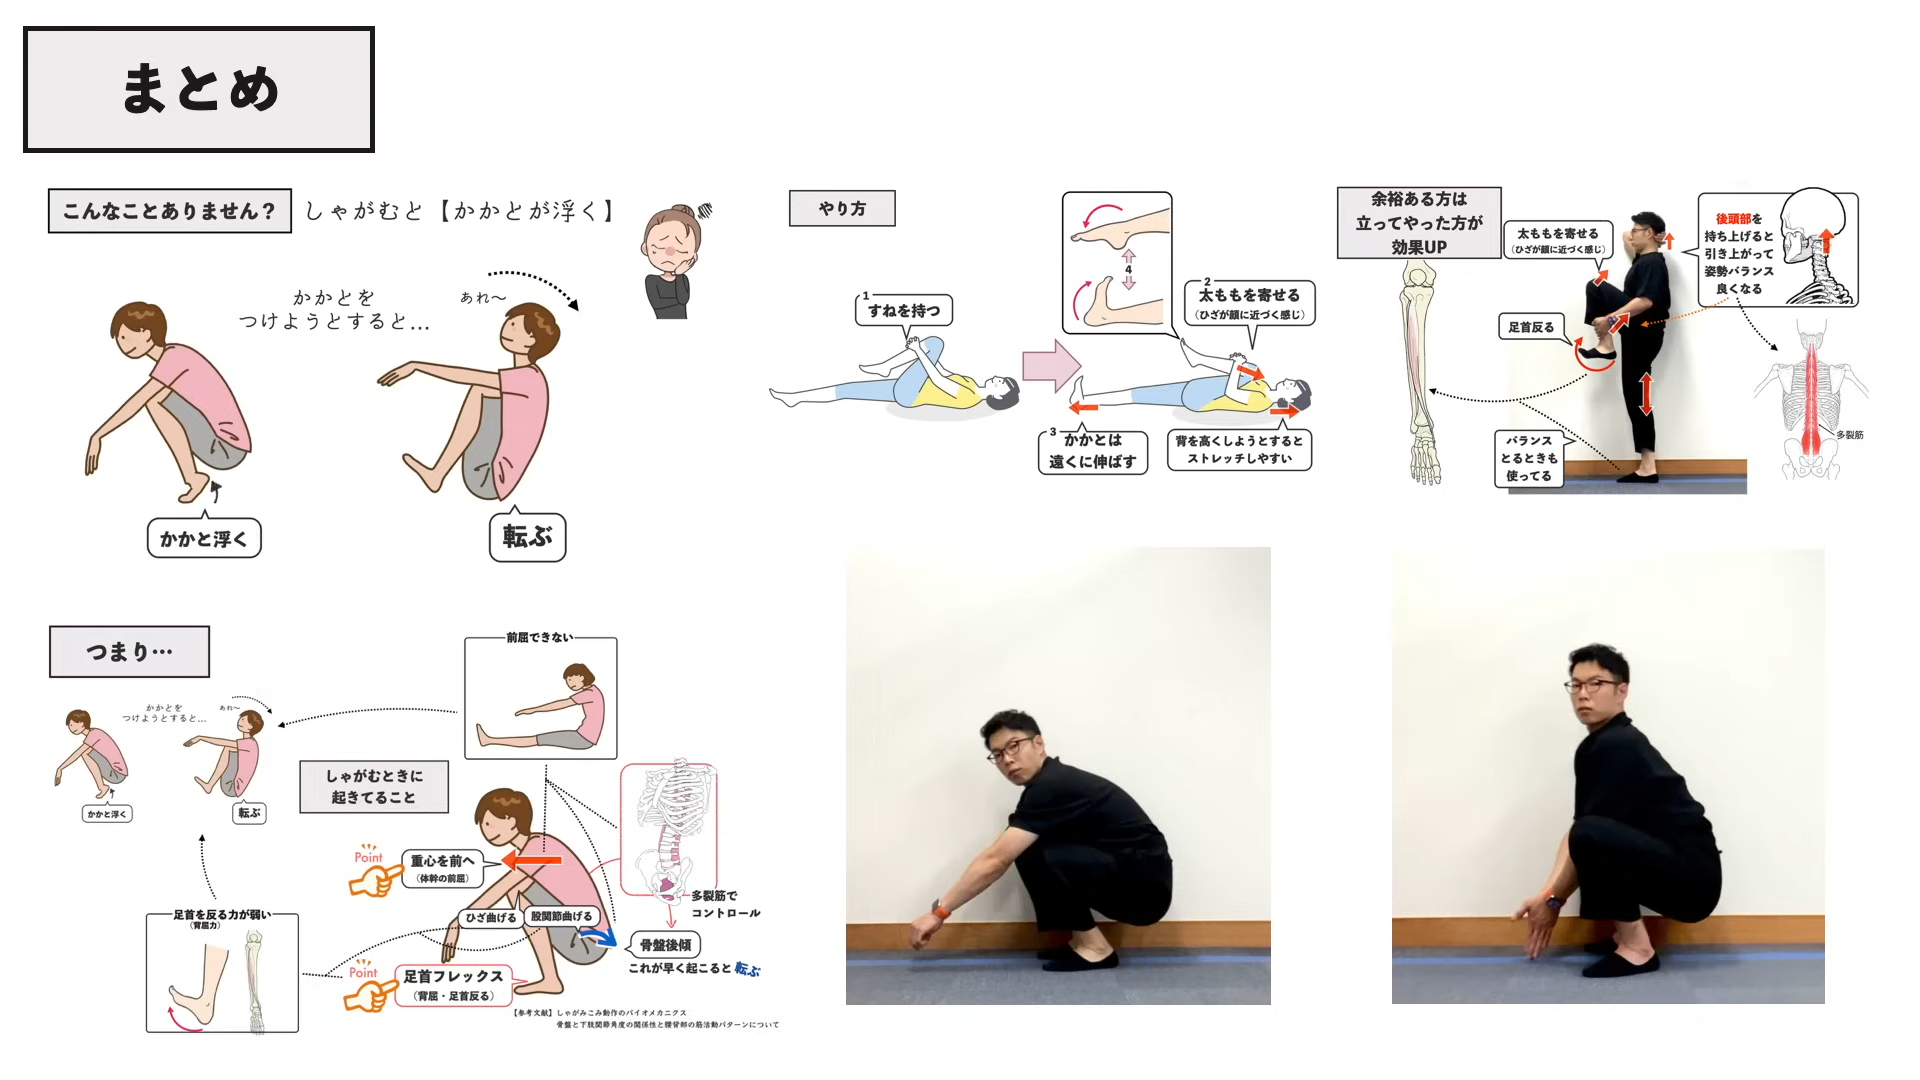 まとめ
こんなことありません？
しゃがむと【かかとが浮く】
かかとを
つけようとすると…
あれ〜
かかと浮く
転ぶ
やり方
1
すねを持つ
4
2
太ももを寄せる
（ひざが顔に近づく感じ）
3
かかとは
遠くに伸ばす
背を高くしようとすると
ストレッチしやすい
余裕ある方は
立ってやった方が
効果UP
太ももを寄せる
（ひざが顔に近づく感じ）
後頭部を
持ち上げると
引き上がって
姿勢バランス
良くなる
足首反る
バランス
とるときも
使ってる
多裂筋
つまり…
かかとを
つけようとすると…
あれ〜
かかと浮く
転ぶ
前屈できない
しゃがむときに
起きてること
Point
重心を前へ
（体幹の前屈）
ひざ曲げる
股関節曲げる
多裂筋で
コントロール
骨盤後傾
これが早く起こると 転ぶ
足首を反る力が弱い
（背屈力）
Point
足首フレックス
（背屈・足首反る）
【参考文献】しゃがみこみ動作のバイオメカニクス
骨盤と下肢関節角度の関係性と腰背部の筋活動パターンについて